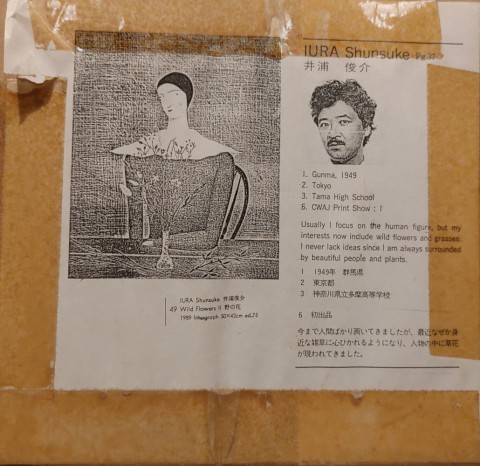 IURA Shunsuke
井浦 俊介
1. Gunma, 1949
2. Tokyo
3. Tama High School
6. CWAJ Print Show : 1
Usually I focus on the human figure, but my
interests now include wild flowers and grasses.
I never lack ideas since I am always surrounded
by beautiful people and plants.
1 1949年 群馬県
2 東京都
3 神奈川県立多摩高等学校
6 初出品
今まで人間ばかり画いてきましたが、最近なぜか身
近な雑草に心ひかれるようになり、人物の中に草花
が現われてきました。
IURA Shunsuke 井浦俊介
49 Wild Flowers II 野の花
1989 lithograph 50×42cm ed.75